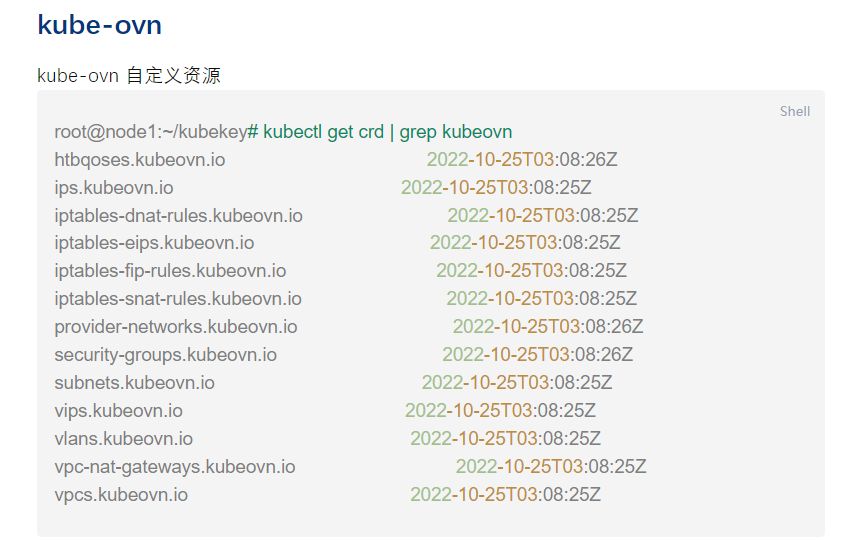 kube-ovn
kube-ovn 自定义资源
Shell
root@node1:~/kubekey# kubectl get crd | grep kubeovn
htbqoses.kubeovn.io 2022-10-25T03:08:26Z
ips.kubeovn.io 2022-10-25T03:08:25Z
iptables-dnat-rules.kubeovn.io 2022-10-25T03:08:25Z
iptables-eips.kubeovn.io 2022-10-25T03:08:25Z
iptables-fip-rules.kubeovn.io 2022-10-25T03:08:25Z
iptables-snat-rules.kubeovn.io 2022-10-25T03:08:25Z
provider-networks.kubeovn.io 2022-10-25T03:08:26Z
security-groups.kubeovn.io 2022-10-25T03:08:26Z
subnets.kubeovn.io 2022-10-25T03:08:25Z
vips.kubeovn.io 2022-10-25T03:08:25Z
vlans.kubeovn.io 2022-10-25T03:08:25Z
vpc-nat-gateways.kubeovn.io 2022-10-25T03:08:25Z
vpcs.kubeovn.io 2022-10-25T03:08:25Z